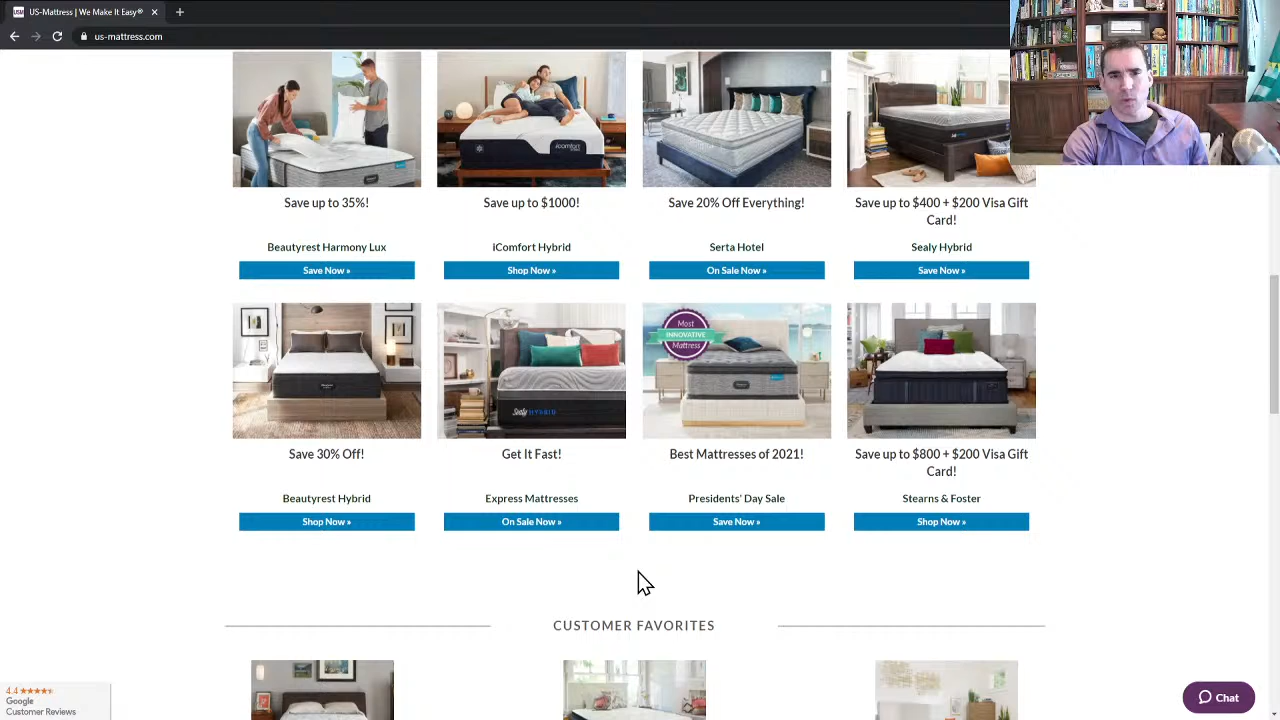 US-Mattress | We Make It Easy®
us-mattress.com
Save up to 35%!
Beautyrest Harmony Lux
Save Now »
Save up to $1000!
iComfort Hybrid
Shop Now »
Save 20% Off Everything!
Serta Hotel
On Sale Now »
Save up to $400 + $200 Visa Gift
Card!
Sealy Hybrid
Save Now »
Save 30% Off!
Beautyrest Hybrid
Shop Now »
Sealy HYBRID
Get It Fast!
Express Mattresses
On Sale Now »
Most
INNOVATIVE
Mattress
Best Mattresses of 2021!
Presidents' Day Sale
Save Now »
Save up to $800 + $200 Visa Gift
Card!
Stearns & Foster
Shop Now »
CUSTOMER FAVORITES
4.4
Google
Customer Reviews
Chat